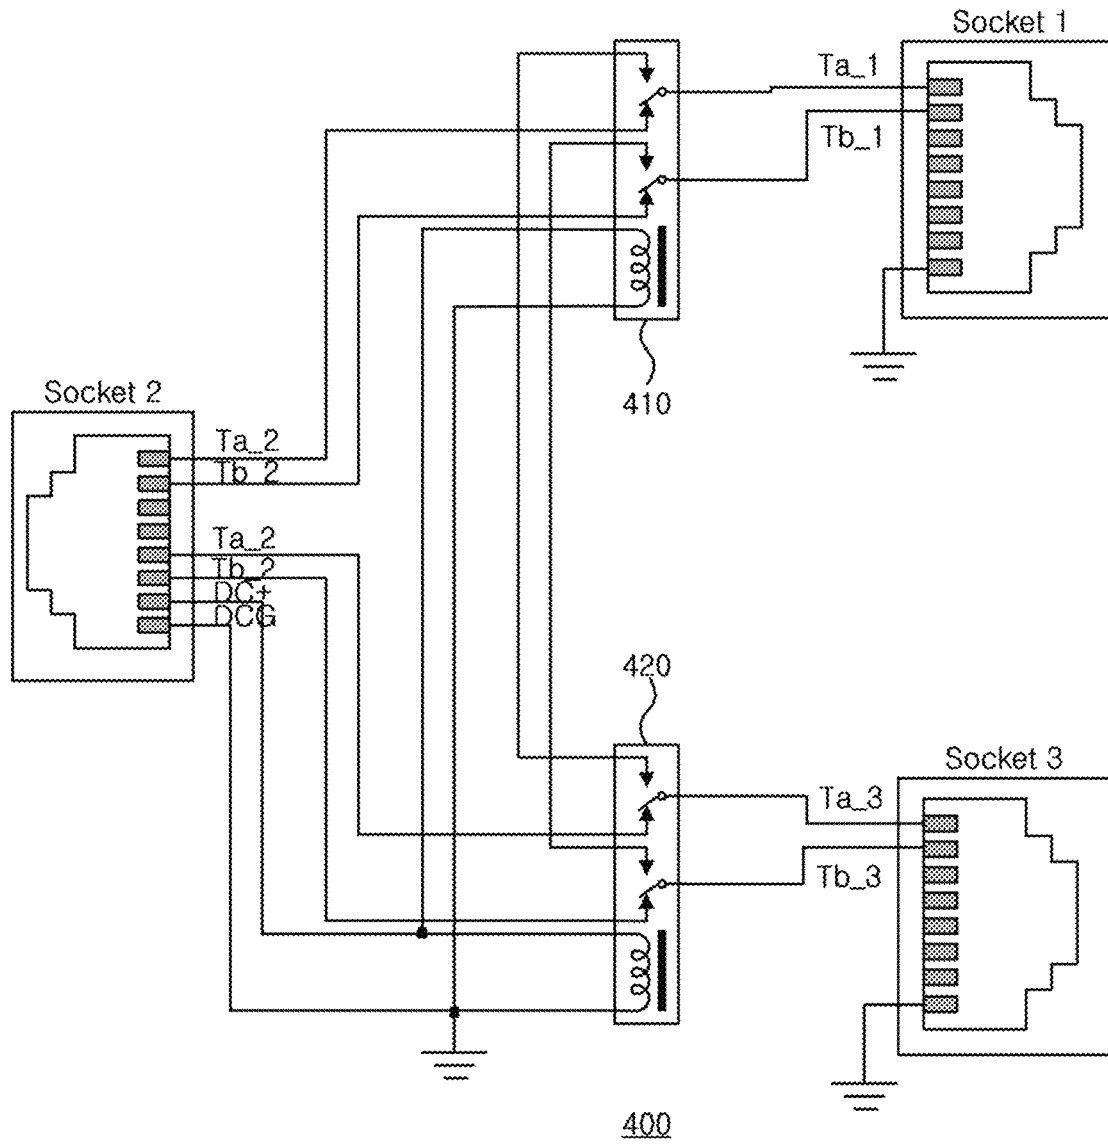 Socket 1
Ta_1
Tb_1
410
Socket 2
Ta_2
Tb_2
Ta_2
Tb_2
DC+
DCG
420
Socket 3
Ta_3
Tb_3
400